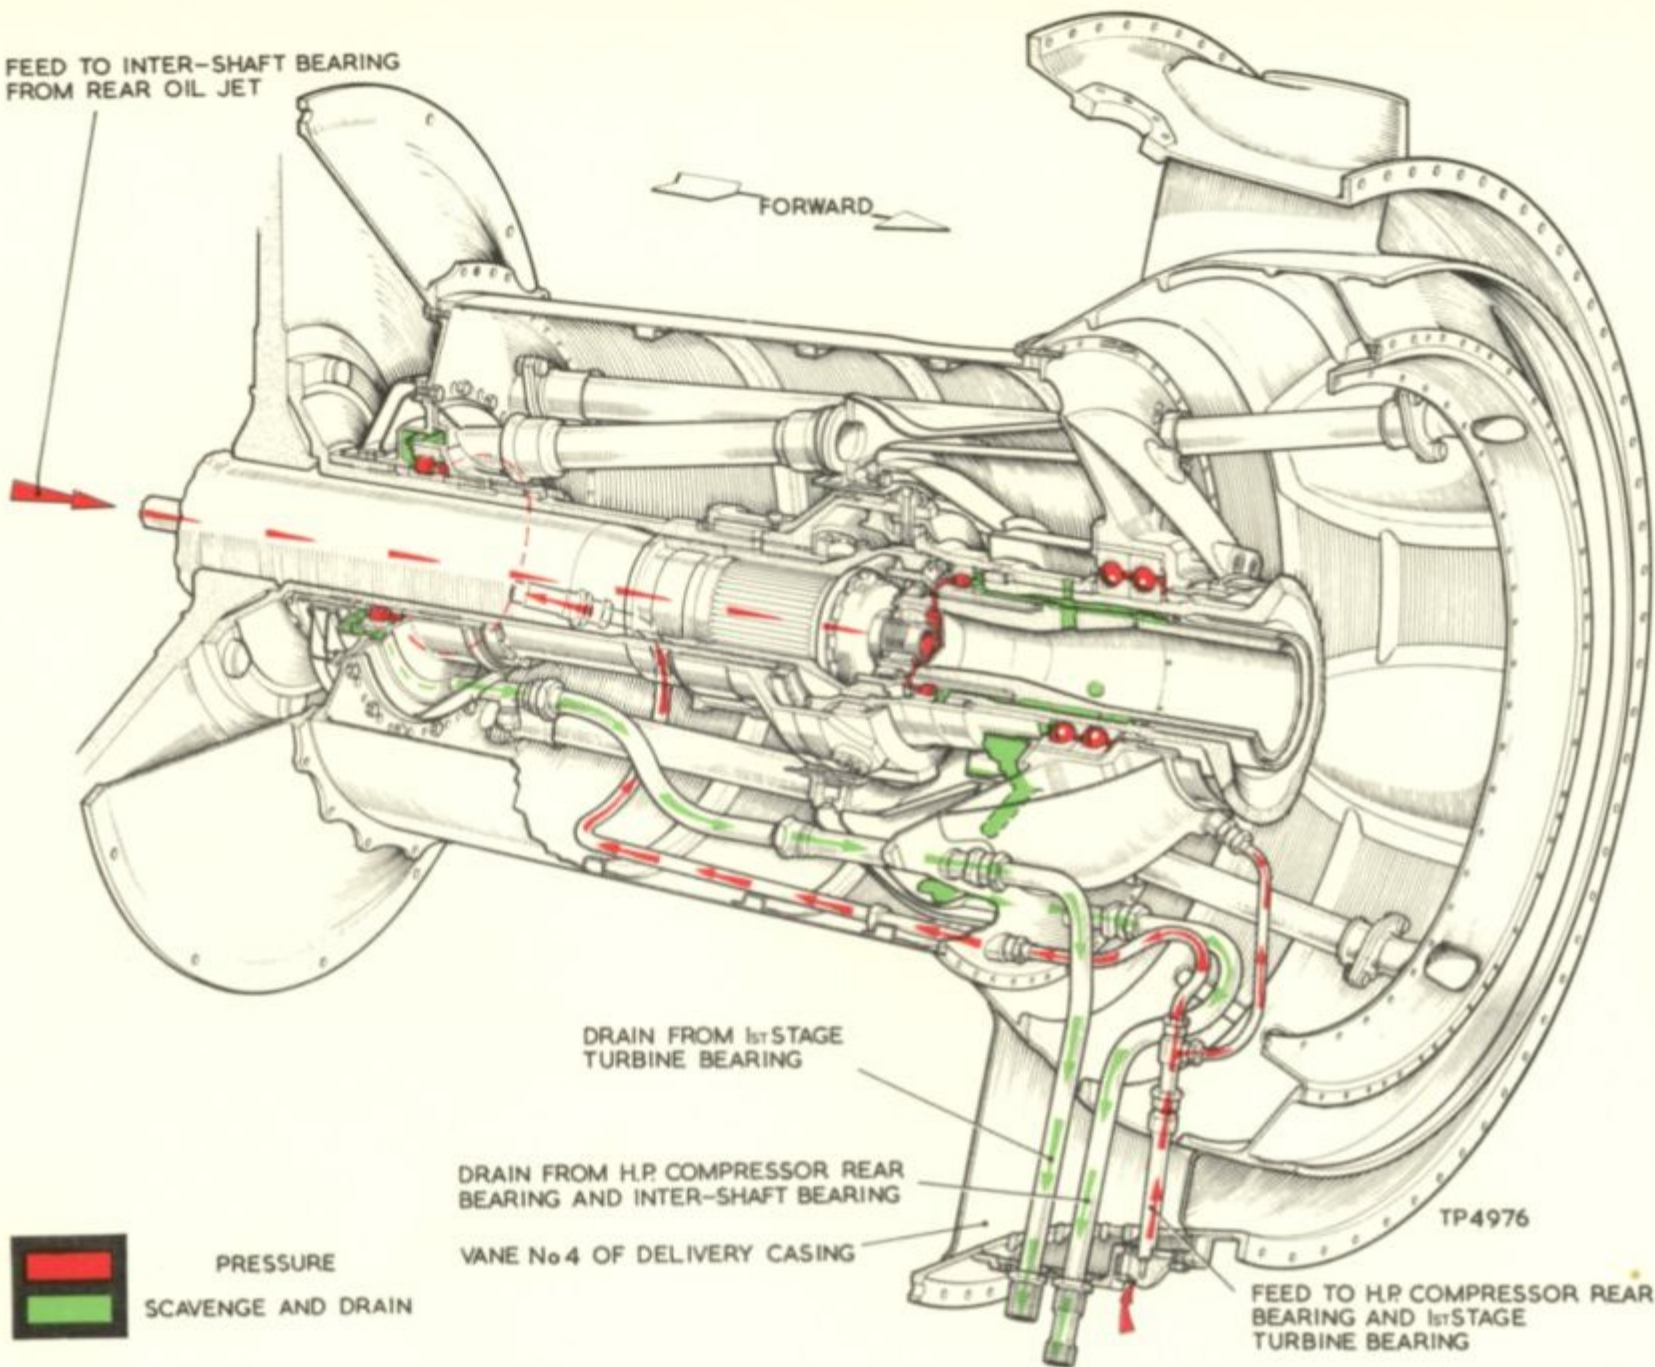 FEED TO INTER-SHAFT BEARING
FROM REAR OIL JET
FORWARD
DRAIN FROM 1ST STAGE
TURBINE BEARING
DRAIN FROM H.P. COMPRESSOR REAR
BEARING AND INTER-SHAFT BEARING
VANE No 4 OF DELIVERY CASING
TP4976
PRESSURE
SCAVENGE AND DRAIN
FEED TO H.P. COMPRESSOR REAR
BEARING AND 1ST STAGE
TURBINE BEARING